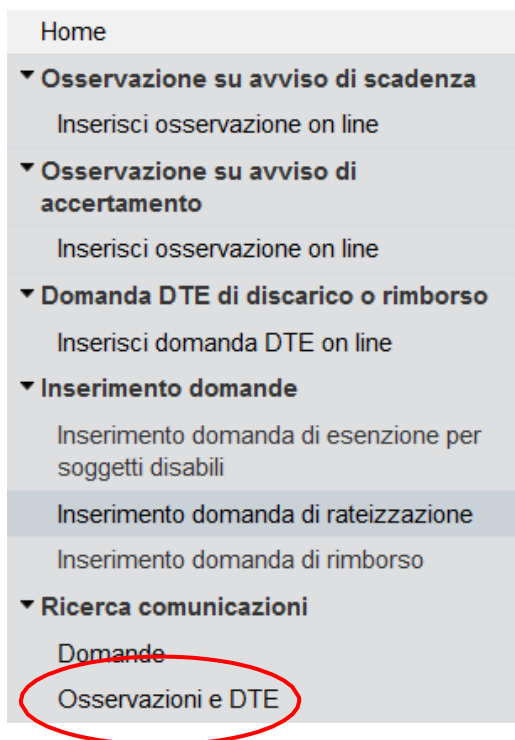 Home
Osservazione su avviso di scadenza
Inserisci osservazione on line
Osservazione su avviso di
accertamento
Inserisci osservazione on line
Domanda DTE di discarico o rimborso
Inserisci domanda DTE on line
Inserimento domande
Inserimento domanda di esenzione per
soggetti disabili
Inserimento domanda di rateizzazione
Inserimento domanda di rimborso
Ricerca comunicazioni
Domande
Osservazioni e DTE